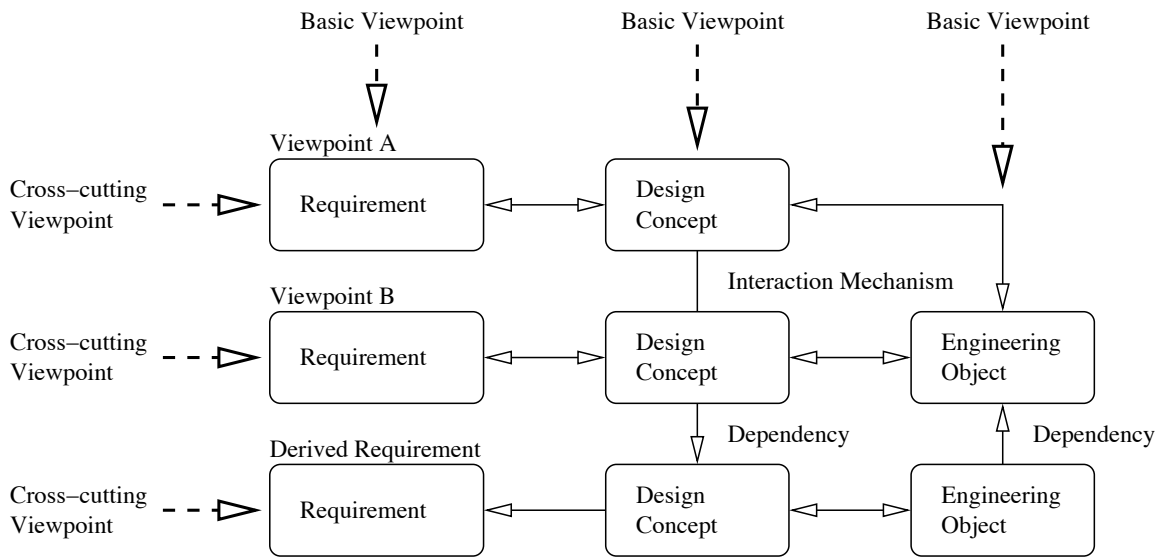 Basic Viewpoint
Basic Viewpoint
Basic Viewpoint
Viewpoint A
Cross−cutting
Viewpoint
Requirement
Design
Concept
Interaction Mechanism
Viewpoint B
Cross−cutting
Viewpoint
Requirement
Design
Concept
Engineering
Object
Dependency
Dependency
Derived Requirement
Cross−cutting
Viewpoint
Requirement
Design
Concept
Engineering
Object